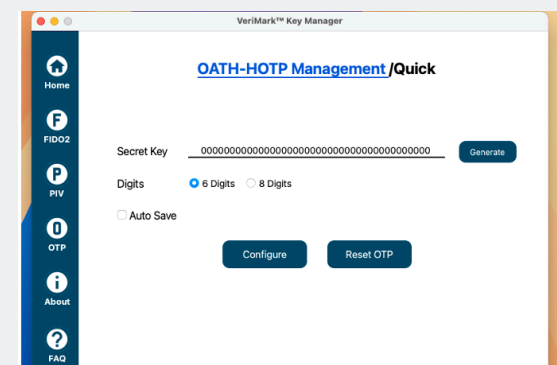 VeriMark™ Key Manager
OATH-HOTP Management /Quick
Home
FIDO2
PIV
OTP
About
FAQ
Secret Key 0000000000000000000000000000000000000000 Generate
Digits 6 Digits 8 Digits
Auto Save
Configure Reset OTP